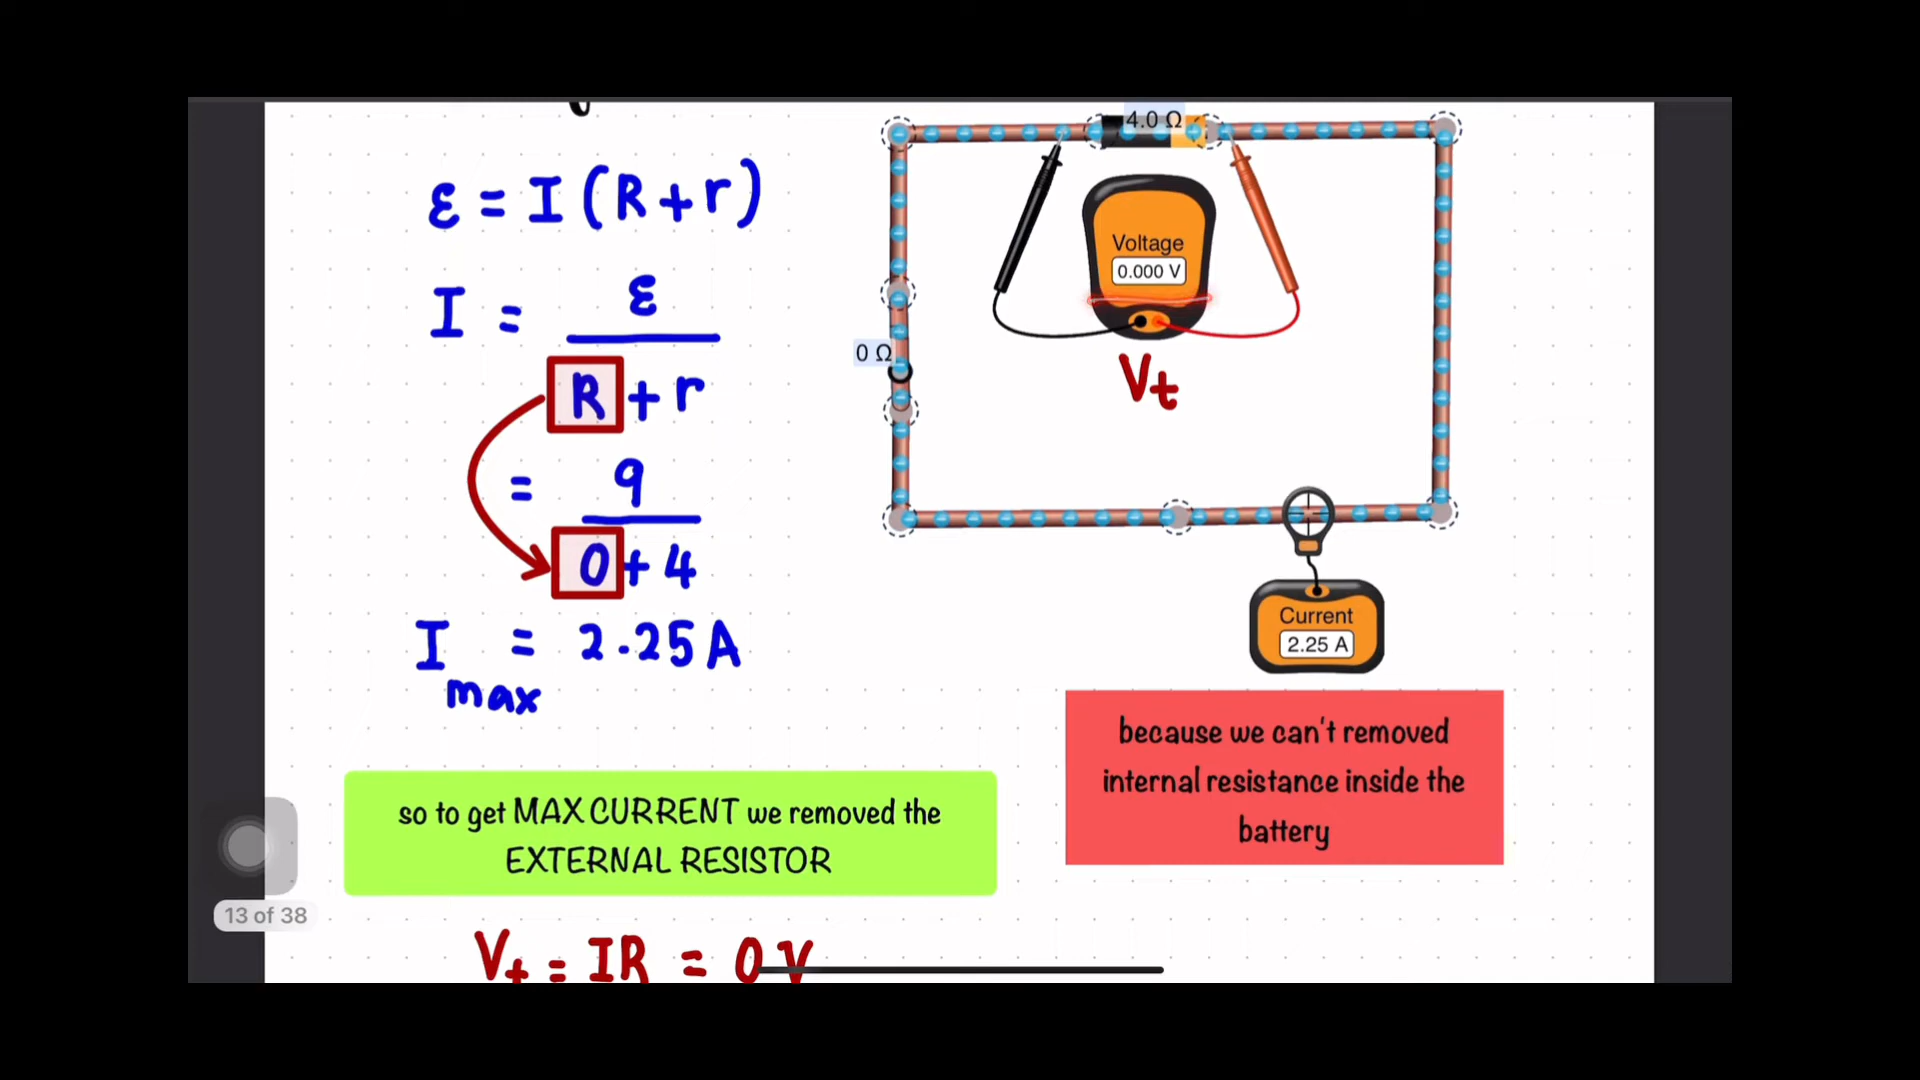 ε = I (R + r)
I = ε
R + r
= 9
0 + 4
I max = 2.25 A
4.0 Ω
Voltage
0.000 V
0 Ω
Vt
Current
2.25 A
because we can't removed
internal resistance inside the
battery
so to get MAX CURRENT we removed the
EXTERNAL RESISTOR
13 of 38
Vt = IR = 0 V